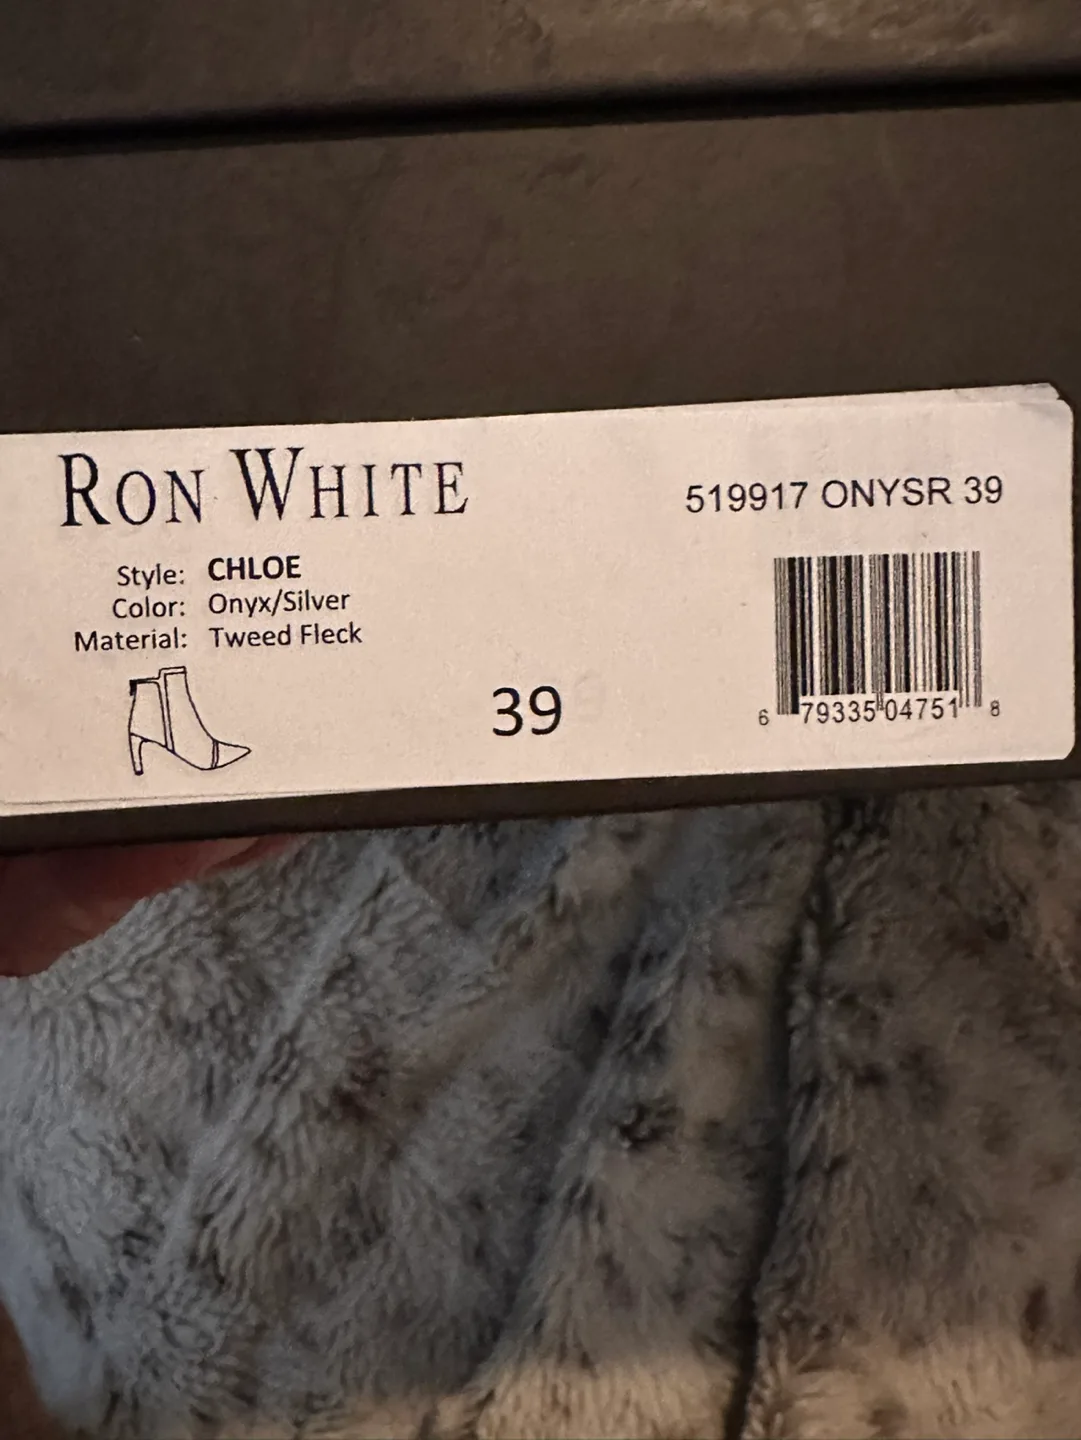 RON WHITE
519917 ONYSR 39
Style: CHLOE
Color: Onyx/Silver
Material: Tweed Fleck
39
6 79335 04751 8